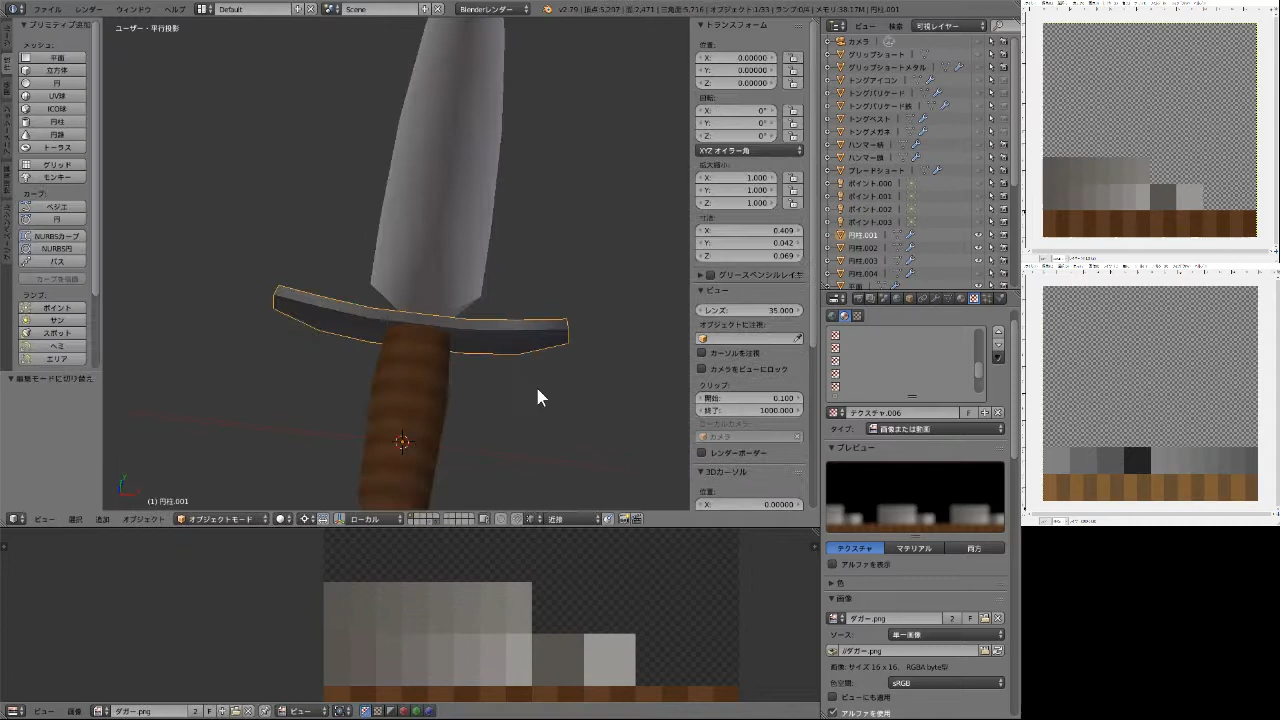 ファイル レンダー ウィンドウ ヘルプ Default Scene Blenderレンダー v2.79 | 頂点:5,207 | 面:2,471 | 三角面:5,716 | オブジェクト:1/33 | ランプ:0/4 | メモリ:38.17M | 円柱.001
プリミティブ追加
メッシュ:
平面
立方体
円
UV球
ICO球
円柱
円錐
トーラス
グリッド
モンキー
カーブ:
ベジエ
円
NURBSカーブ
NURBS円
パス
ランプ:
ポイント
サン
スポット
ヘミ
エリア
編集モードに切り替え
ユーザー・平行投影
(1) 円柱.001
トランスフォーム
位置:
X: 0.00000
Y: 0.00000
Z: 0.00000
回転:
X: 0°
Y: 0°
Z: 0°
XYZ オイラー角
拡大縮小:
X: 1.000
Y: 1.000
Z: 1.000
寸法:
X: 0.409
Y: 0.042
Z: 0.069
グリースペンシルレイヤ
ビュー
レンズ: 35.000
オブジェクトに注視:
カーソルを注視
カメラをビューにロック
クリップ:
開始: 0.100
終了: 1000.000
ローカルカメラ:
カメラ
レンダーボーダー
3Dカーソル
位置:
X: 0.00000
ビュー 選択 追加 オブジェクト オブジェクトモード ローカル 近接
ビュー 検索 可視レイヤー
カメラ
グリップショート
グリップショートメタル
トングアイコン
トングバリケード
トングバリケード鉄
トングベスト
トングメガネ
ハンマー柄
ハンマー頭
ブレードショート
ポイント.000
ポイント.001
ポイント.002
ポイント.003
円柱.001
円柱.002
円柱.003
円柱.004
平面
テクスチャ.006 F
タイプ: 画像または動画
プレビュー
テクスチャ マテリアル 両方
アルファを表示
色
画像
ダガー.png 2 F
ソース: 単一画像
//ダガー.png
画像: サイズ 16 x 16、 RGBA byte型
色空間: sRGB
ビューにも適用
アルファを使用
ビュー 画像 ダガー.png 2 F ビュー